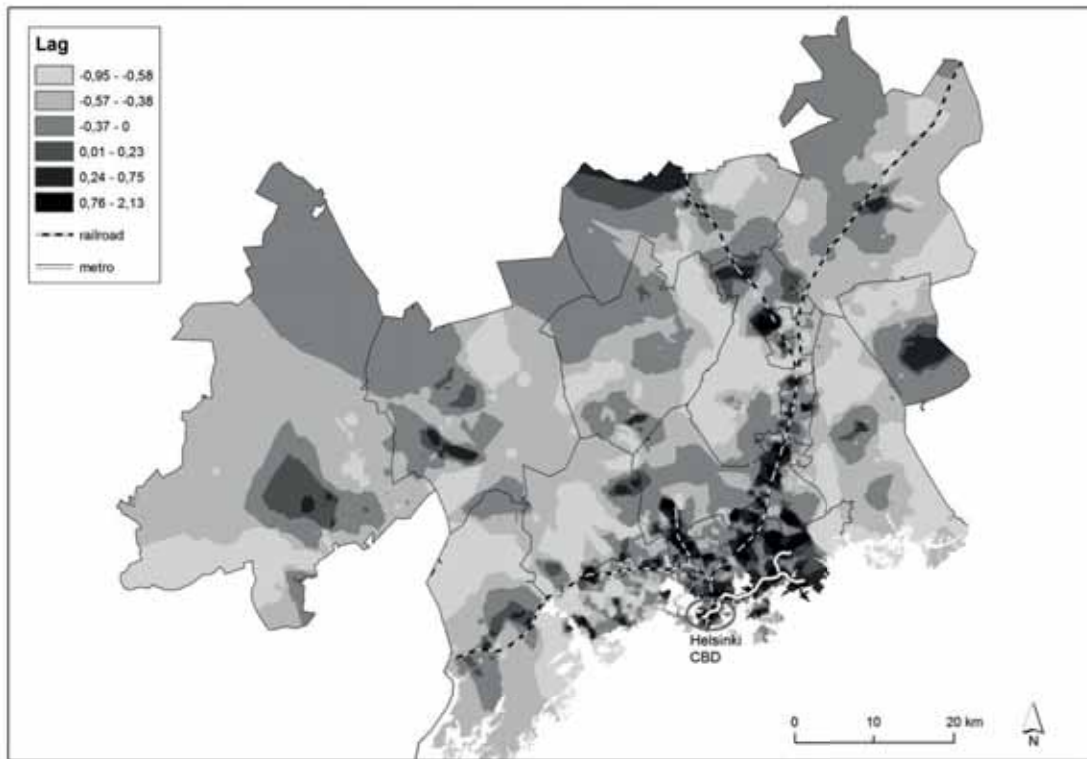 Lag
-0,95 - -0,58
-0,57 - -0,38
-0,37 - 0
0,01 - 0,23
0,24 - 0,75
0,76 - 2,13
railroad
metro
Helsinki
CBD
0 10 20 km
N